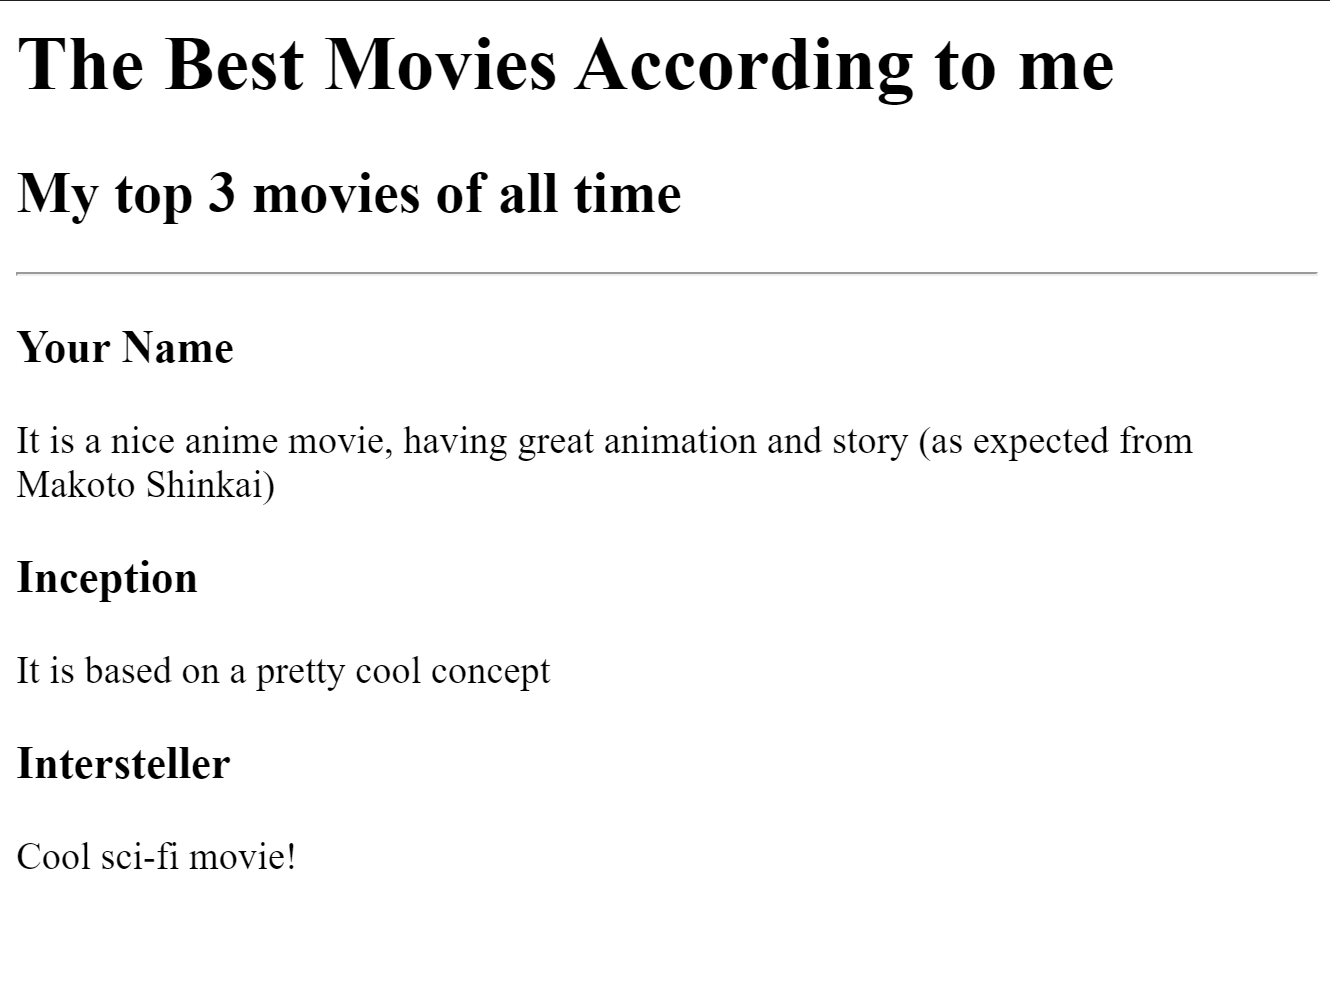 The Best Movies According to me
My top 3 movies of all time
Your Name
It is a nice anime movie, having great animation and story (as expected from
Makoto Shinkai)
Inception
It is based on a pretty cool concept
Intersteller
Cool sci-fi movie!